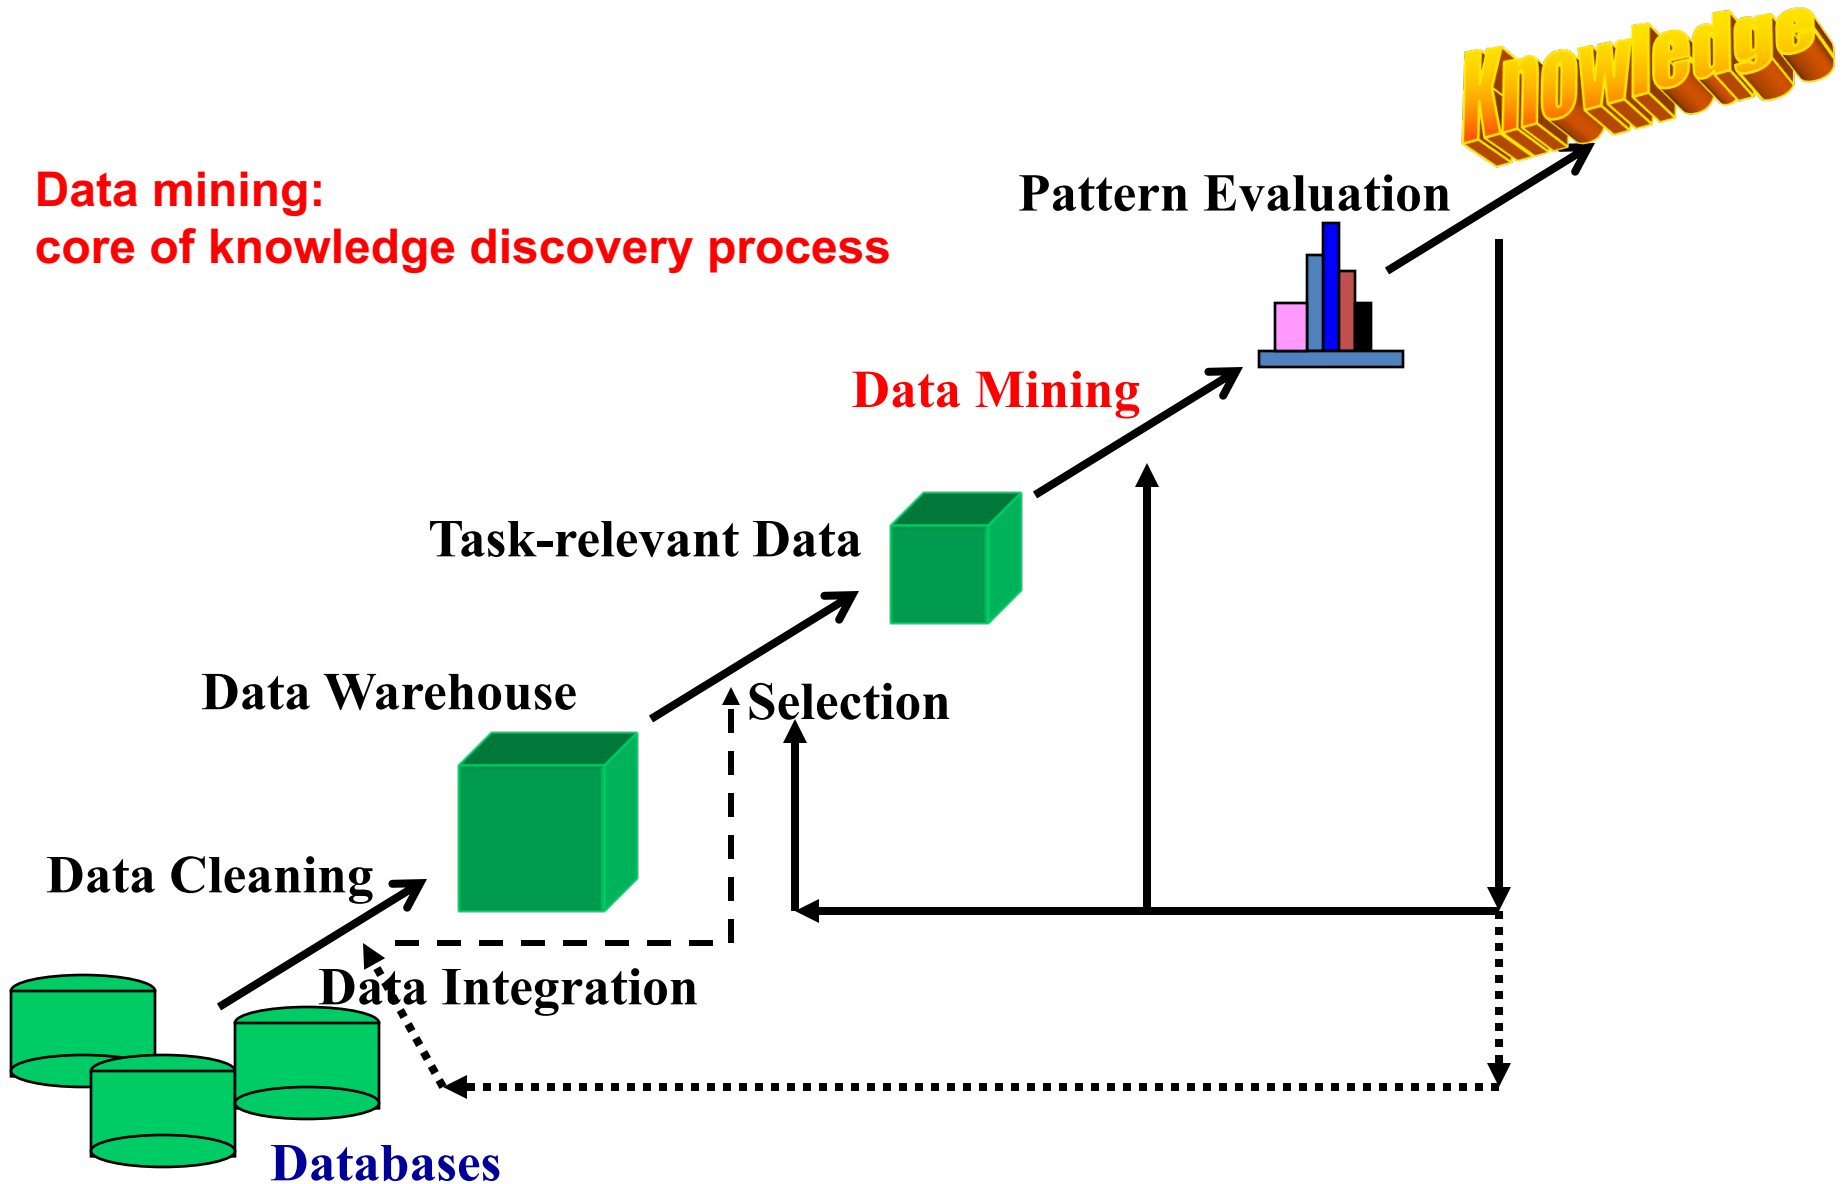 Knowledge
Data mining:
core of knowledge discovery process
Pattern Evaluation
Data Mining
Task-relevant Data
Data Warehouse
Selection
Data Cleaning
Data Integration
Databases